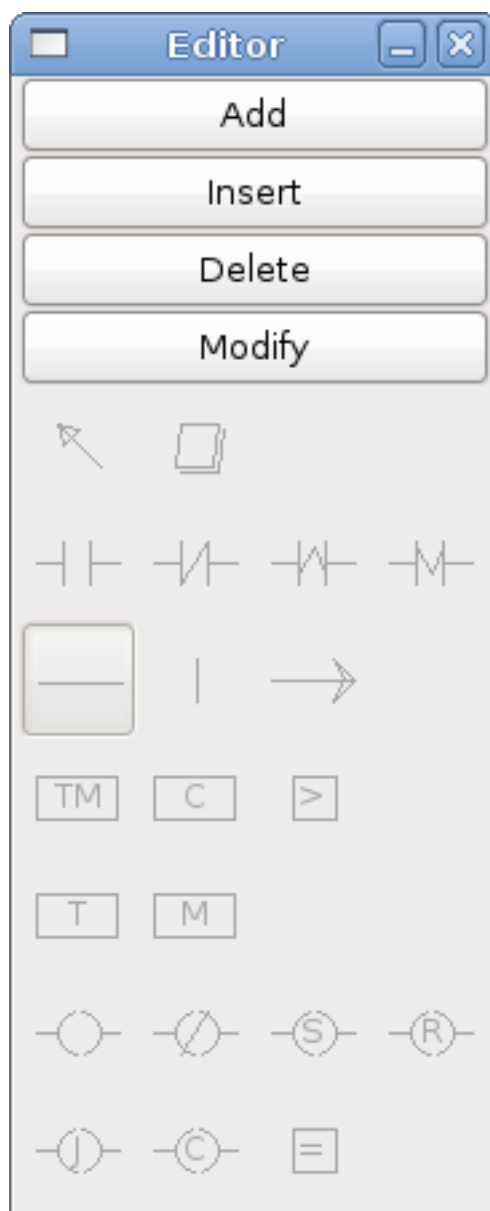 Editor
Add
Insert
Delete
Modify
TM C >
T M
S R
J C =